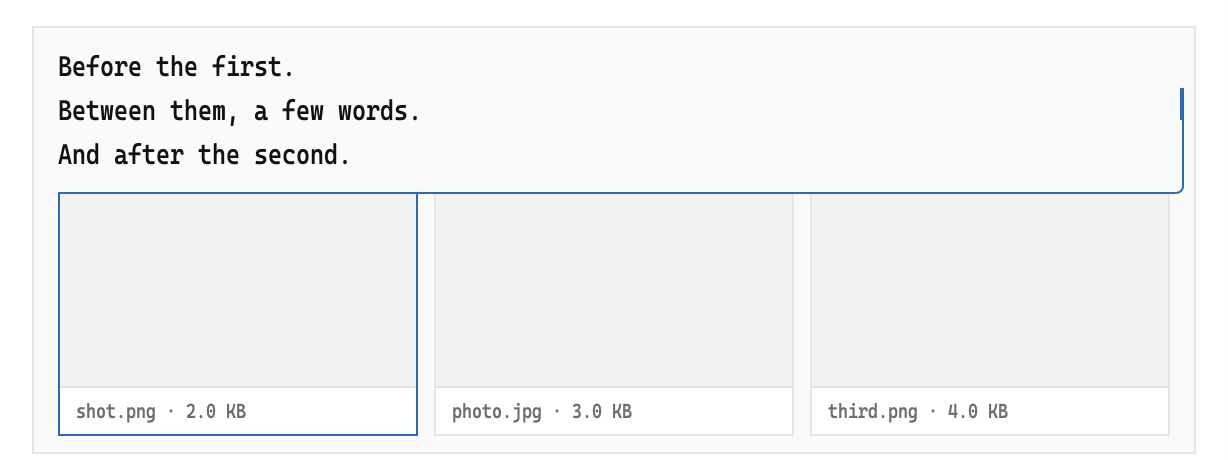 Before the first.
Between them, a few words.
And after the second.
shot.png · 2.0 KB
photo.jpg · 3.0 KB
third.png · 4.0 KB